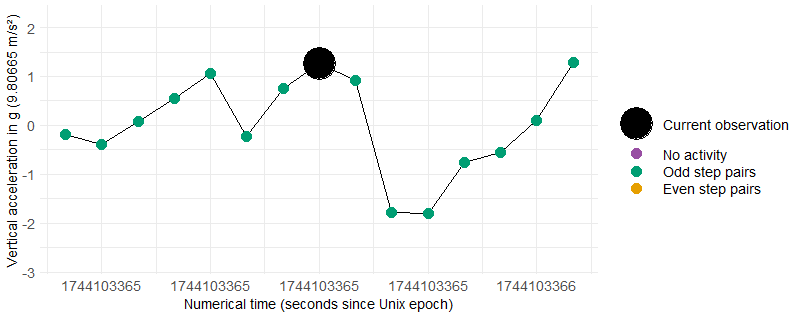 Vertical acceleration in g (9.80665 m/s²)
2
1
0
-1
-2
-3
1744103365 1744103365 1744103365 1744103365 1744103366
Numerical time (seconds since Unix epoch)
Current observation
No activity
Odd step pairs
Even step pairs